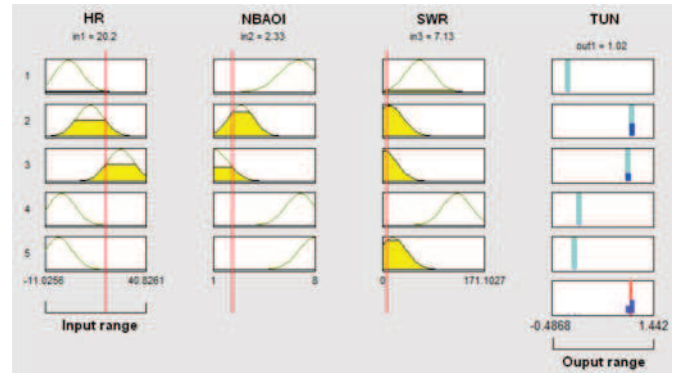 HR NBAOI SWR TUN
in1 = 20.2 in2 = 2.33 in3 = 7.13 out1 = 1.02
1
2
3
4
5
-11.0256 40.8261 1 8 0 171.1027
-0.4868 1.442
Input range
Ouput range